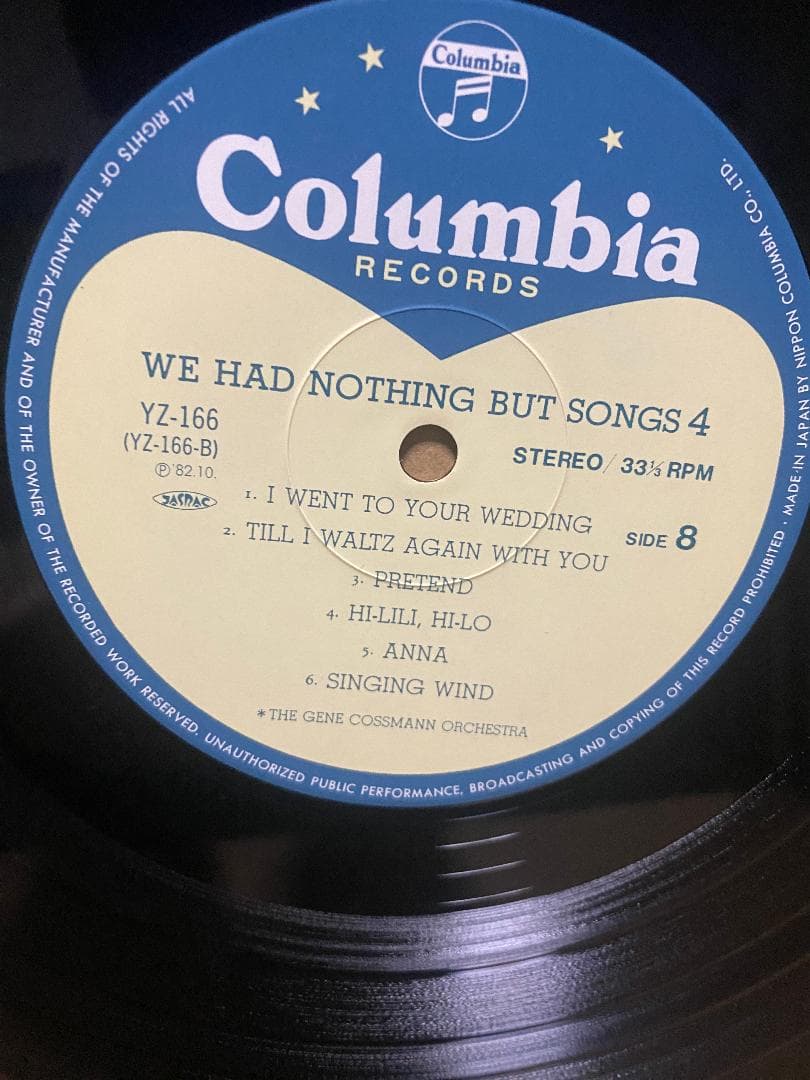 Columbia
Columbia
RECORDS
WE HAD NOTHING BUT SONGS 4
YZ-166
(YZ-166-B)
Ⓟ'82.10.
JASRAC
STEREO/33⅓ RPM
SIDE 8
1. I WENT TO YOUR WEDDING
2. TILL I WALTZ AGAIN WITH YOU
3. PRETEND
4. HI-LILI, HI-LO
5. ANNA
6. SINGING WIND
*THE GENE COSSMANN ORCHESTRA
ALL RIGHTS OF THE MANUFACTURER AND OF THE OWNER OF THE RECORDED WORK RESERVED. UNAUTHORIZED PUBLIC PERFORMANCE, BROADCASTING AND COPYING OF THIS RECORD PROHIBITED · MADE IN JAPAN BY NIPPON COLUMBIA CO., LTD.